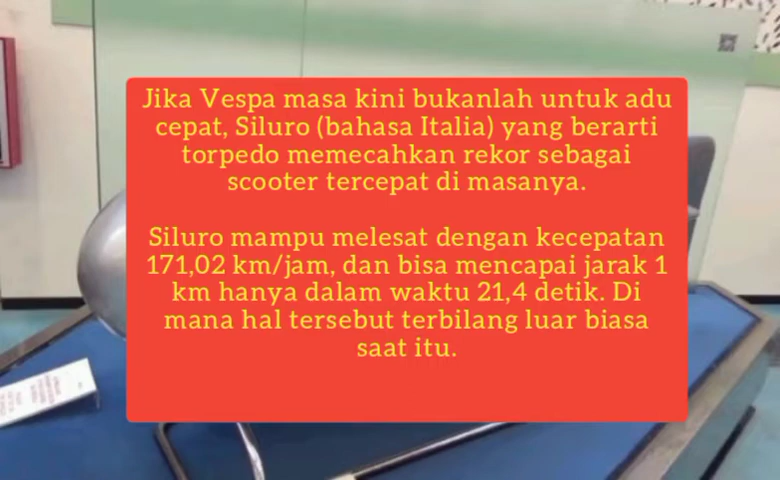 Jika Vespa masa kini bukanlah untuk adu
cepat, Siluro (bahasa Italia) yang berarti
torpedo memecahkan rekor sebagai
scooter tercepat di masanya.
Siluro mampu melesat dengan kecepatan
171,02 km/jam, dan bisa mencapai jarak 1
km hanya dalam waktu 21,4 detik. Di
mana hal tersebut terbilang luar biasa
saat itu.